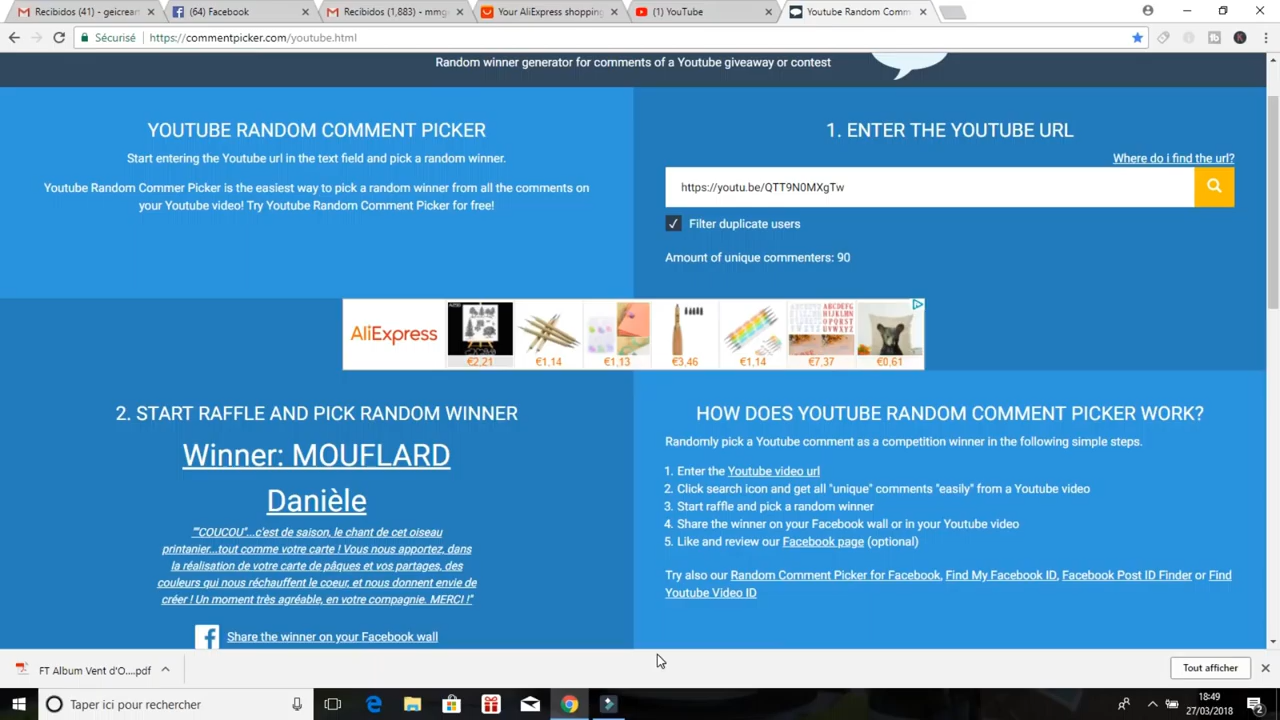 Recibidos (41) - geicrear
(64) Facebook
Recibidos (1,883) - mmg
Your AliExpress shopping
(1) YouTube
Youtube Random Comm
Sécurisé
https://commentpicker.com/youtube.html
Random winner generator for comments of a Youtube giveaway or contest
YOUTUBE RANDOM COMMENT PICKER
Start entering the Youtube url in the text field and pick a random winner.
Youtube Random Commer Picker is the easiest way to pick a random winner from all the comments on
your Youtube video! Try Youtube Random Comment Picker for free!
1. ENTER THE YOUTUBE URL
Where do i find the url?
https://youtu.be/QTT9N0MXgTw
Filter duplicate users
Amount of unique commenters: 90
AliExpress
€2,21
€1,14
€1,13
€3,46
€1,14
€7,37
€0,61
2. START RAFFLE AND PICK RANDOM WINNER
Winner: MOUFLARD
Danièle
""COUCOU"...c'est de saison, le chant de cet oiseau
printanier...tout comme votre carte ! Vous nous apportez, dans
la réalisation de votre carte de pâques et vos partages, des
couleurs qui nous réchauffent le coeur, et nous donnent envie de
créer ! Un moment très agréable, en votre compagnie. MERCI !"
Share the winner on your Facebook wall
HOW DOES YOUTUBE RANDOM COMMENT PICKER WORK?
Randomly pick a Youtube comment as a competition winner in the following simple steps.
1. Enter the Youtube video url
2. Click search icon and get all "unique" comments "easily" from a Youtube video
3. Start raffle and pick a random winner
4. Share the winner on your Facebook wall or in your Youtube video
5. Like and review our Facebook page (optional)
Try also our Random Comment Picker for Facebook, Find My Facebook ID, Facebook Post ID Finder or Find
Youtube Video ID
FT Album Vent d'O....pdf
Tout afficher
Taper ici pour rechercher
18:49
27/03/2018
2